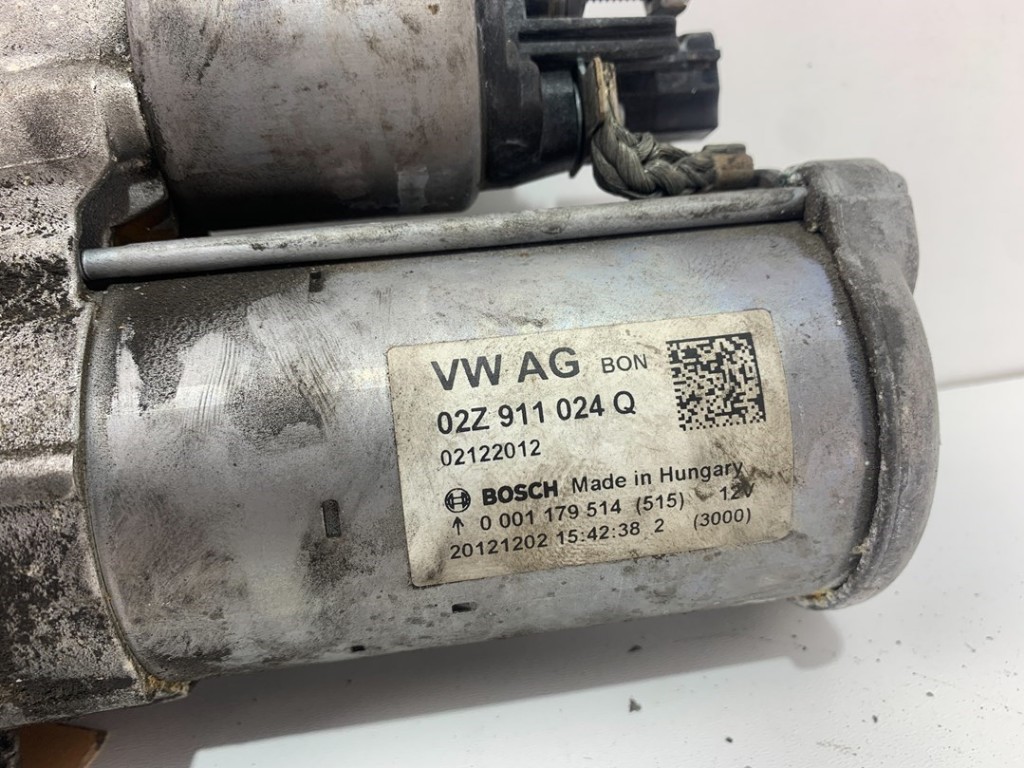 VW AG BON
02Z 911 024 Q
02122012
BOSCH Made in Hungary
↑ 0 001 179 514 (515) 12V
20121202 15:42:38 2 (3000)